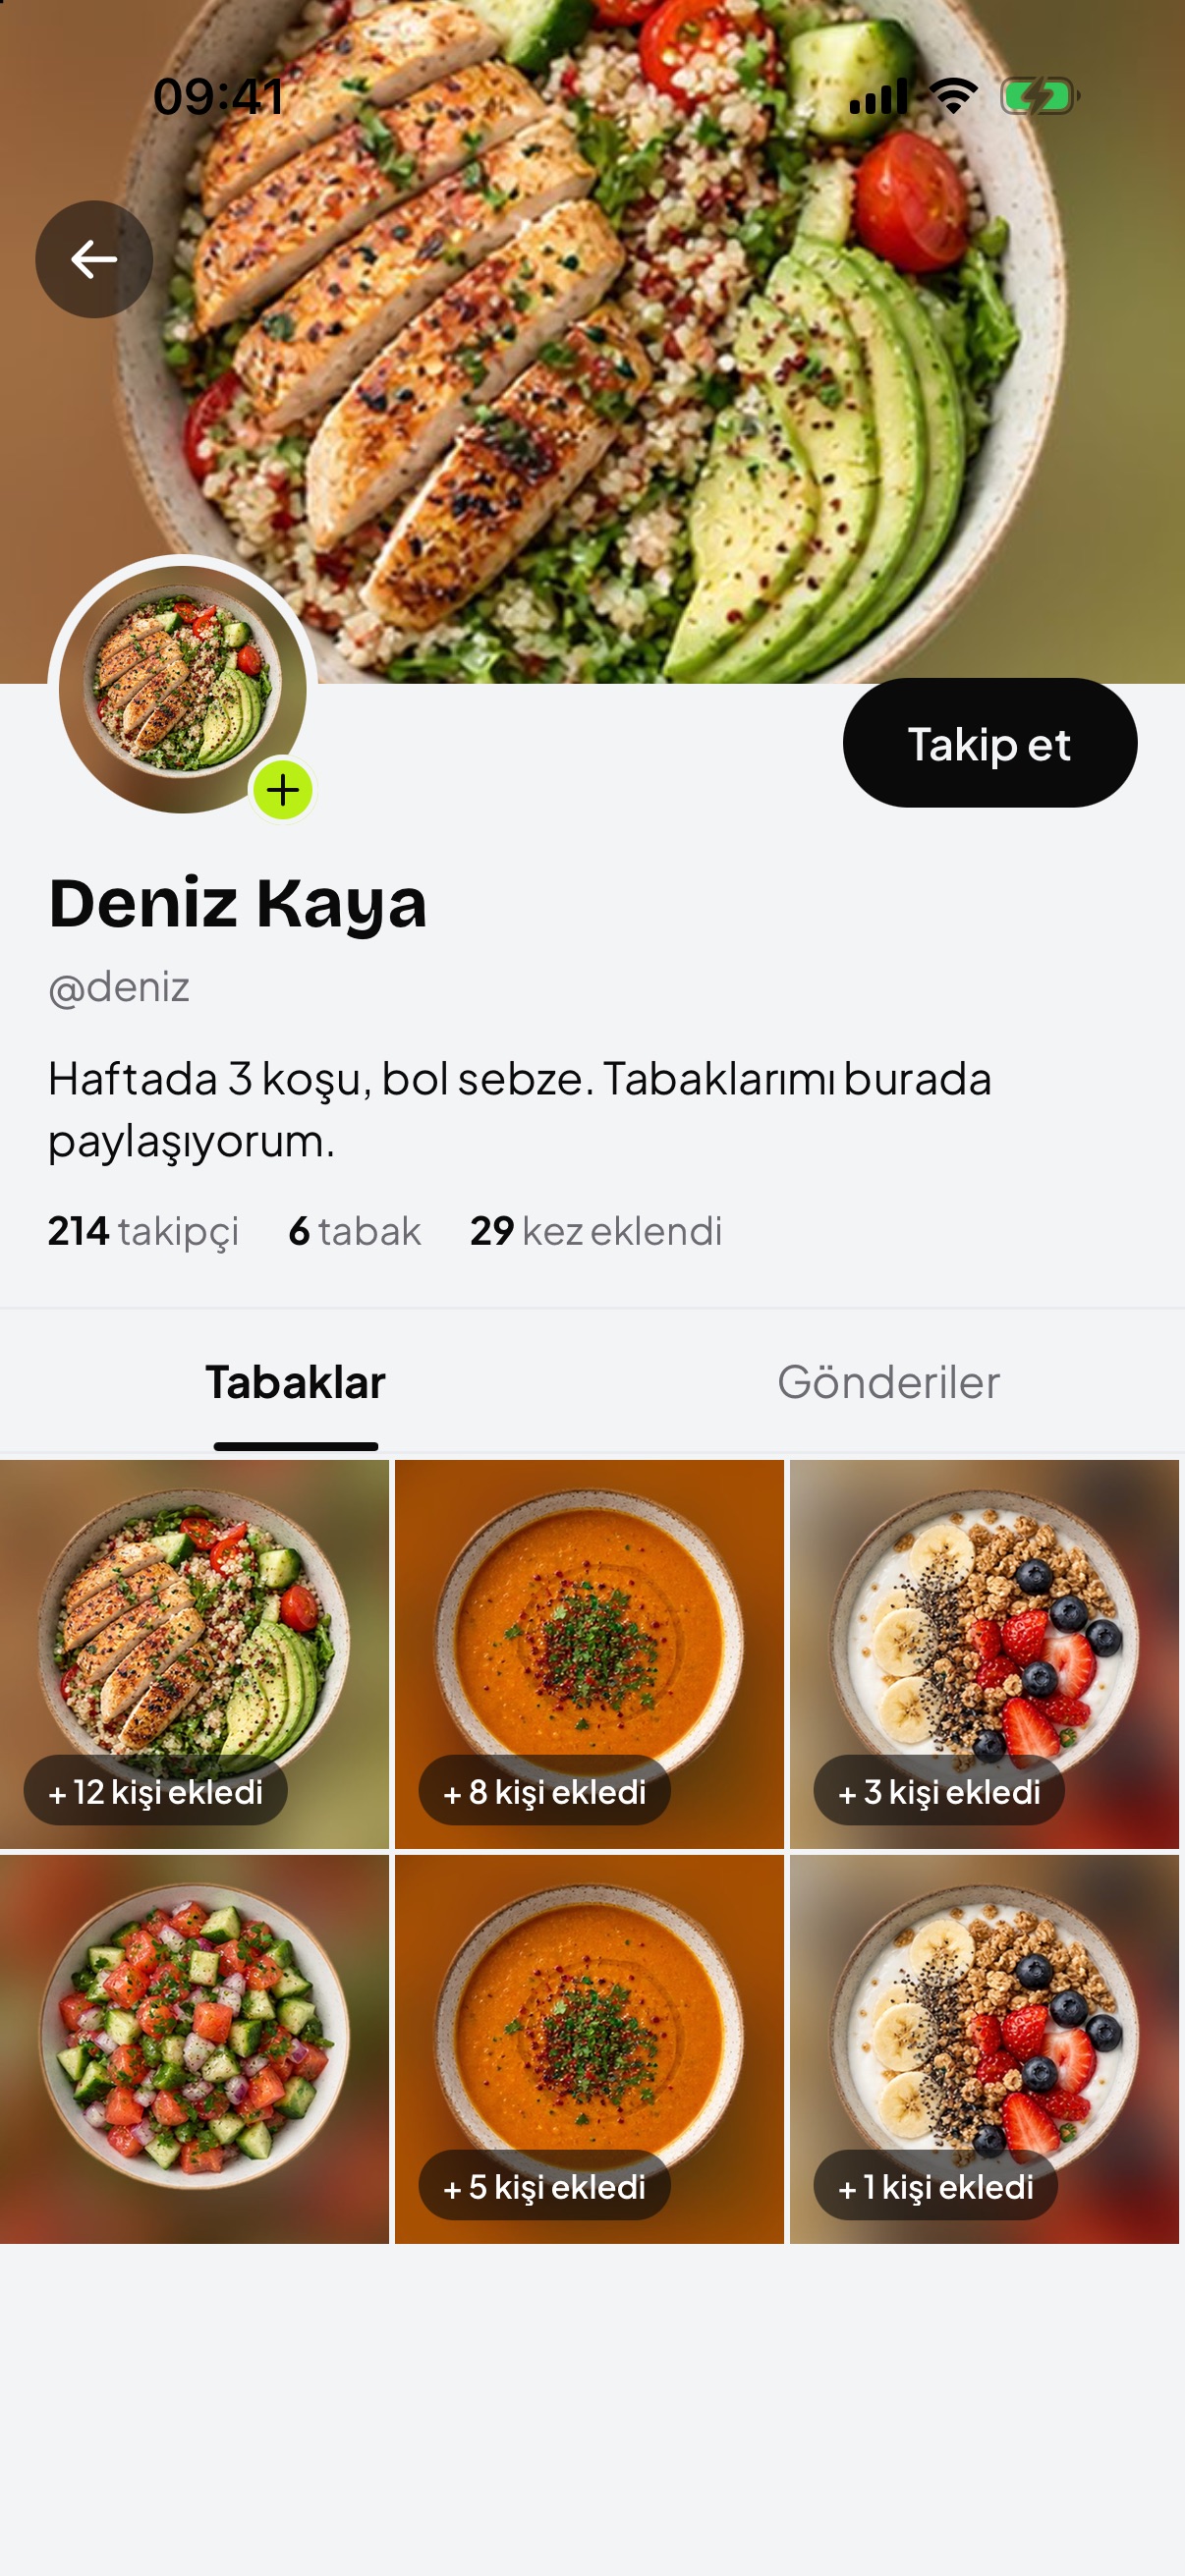 09:41
Takip et
Deniz Kaya
@deniz
Haftada 3 koşu, bol sebze. Tabaklarımı burada
paylaşıyorum.
214 takipçi 6 tabak 29 kez eklendi
Tabaklar Gönderiler
+ 12 kişi ekledi + 8 kişi ekledi + 3 kişi ekledi
+ 5 kişi ekledi + 1 kişi ekledi